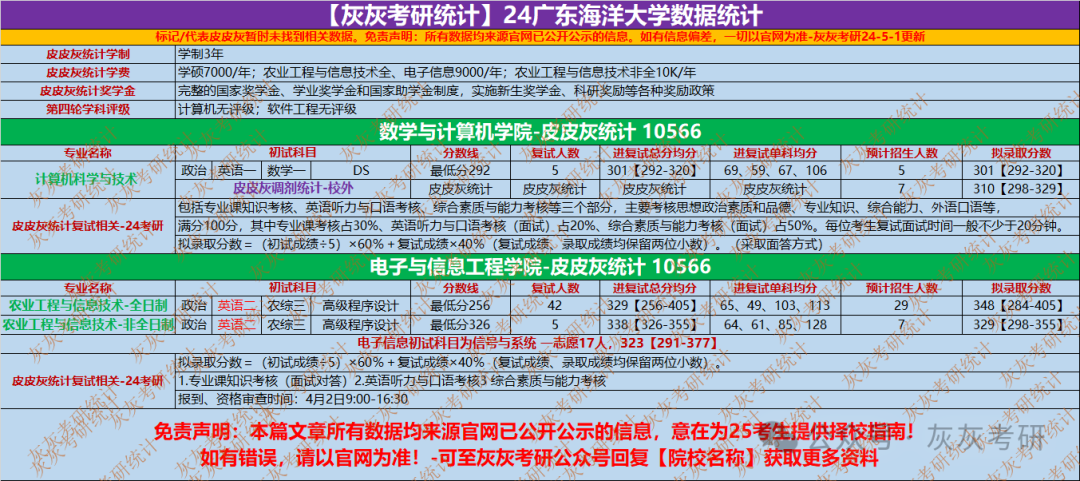 【灰灰考研统计】24广东海洋大学数据统计
标记/代表皮皮灰暂时未找到相关数据。免责声明：所有数据均来源官网已公开公示的信息。如有信息偏差，一切以官网为准-灰灰考研24-5-1更新
皮皮灰统计学制 学制3年
皮皮灰统计学费 学硕7000/年；农业工程与信息技术全、电子信息9000/年；农业工程与信息技术非全10K/年
皮皮灰统计奖学金 完整的国家奖学金、学业奖学金和国家助学金制度，实施新生奖学金、科研奖励等各种奖励政策
第四轮学科评级 计算机无评级；软件工程无评级
数学与计算机学院-皮皮灰统计 10566
专业名称 初试科目 分数线 复试人数 进复试总分均分 进复试单科均分 预计招生人数 拟录取分数
计算机科学与技术 政治 英语一 数学一 DS 最低分292 5 301【292-320】 69、59、67、106 5 301【292-320】
皮皮灰调剂统计-校外 皮皮灰统计 皮皮灰统计 皮皮灰统计 皮皮灰统计 7 310【298-329】
皮皮灰统计复试相关-24考研 包括专业课知识考核、英语听力与口语考核、综合素质与能力考核等三个部分，主要考核思想政治素质和品德、专业知识、综合能力、外语口语等，
满分100分，其中专业课考核占30%、英语听力与口语考核（面试）占20%、综合素质与能力考核（面试）占50%。每位考生复试面试时间一般不少于20分钟。
拟录取分数＝（初试成绩÷5）×60%＋复试成绩×40%（复试成绩、录取成绩均保留两位小数）。（采取面答方式）
电子与信息工程学院-皮皮灰统计 10566
专业名称 初试科目 分数线 复试人数 进复试总分均分 进复试单科均分 预计招生人数 拟录取分数
农业工程与信息技术-全日制 政治 英语二 农综三 高级程序设计 最低分256 42 329【256-405】 65、49、103、113 29 348【284-405】
农业工程与信息技术-非全日制 政治 英语二 农综三 高级程序设计 最低分326 5 338【326-355】 64、61、85、128 7 329【298-355】
电子信息初试科目为信号与系统 一志愿17人，323【291-377】
皮皮灰统计复试相关-24考研 拟录取分数＝（初试成绩÷5）×60%＋复试成绩×40%（复试成绩、录取成绩均保留两位小数）。
1.专业课知识考核（面试对答）2.英语听力与口语考核3 综合素质与能力考核
报到、资格审查时间：4月2日9:00-16:30
免责声明：本篇文章所有数据均来源官网已公开公示的信息，意在为25考生提供择校指南！
如有错误，请以官网为准！-可至灰灰考研公众号回复【院校名称】获取更多资料
公众号·灰灰考研